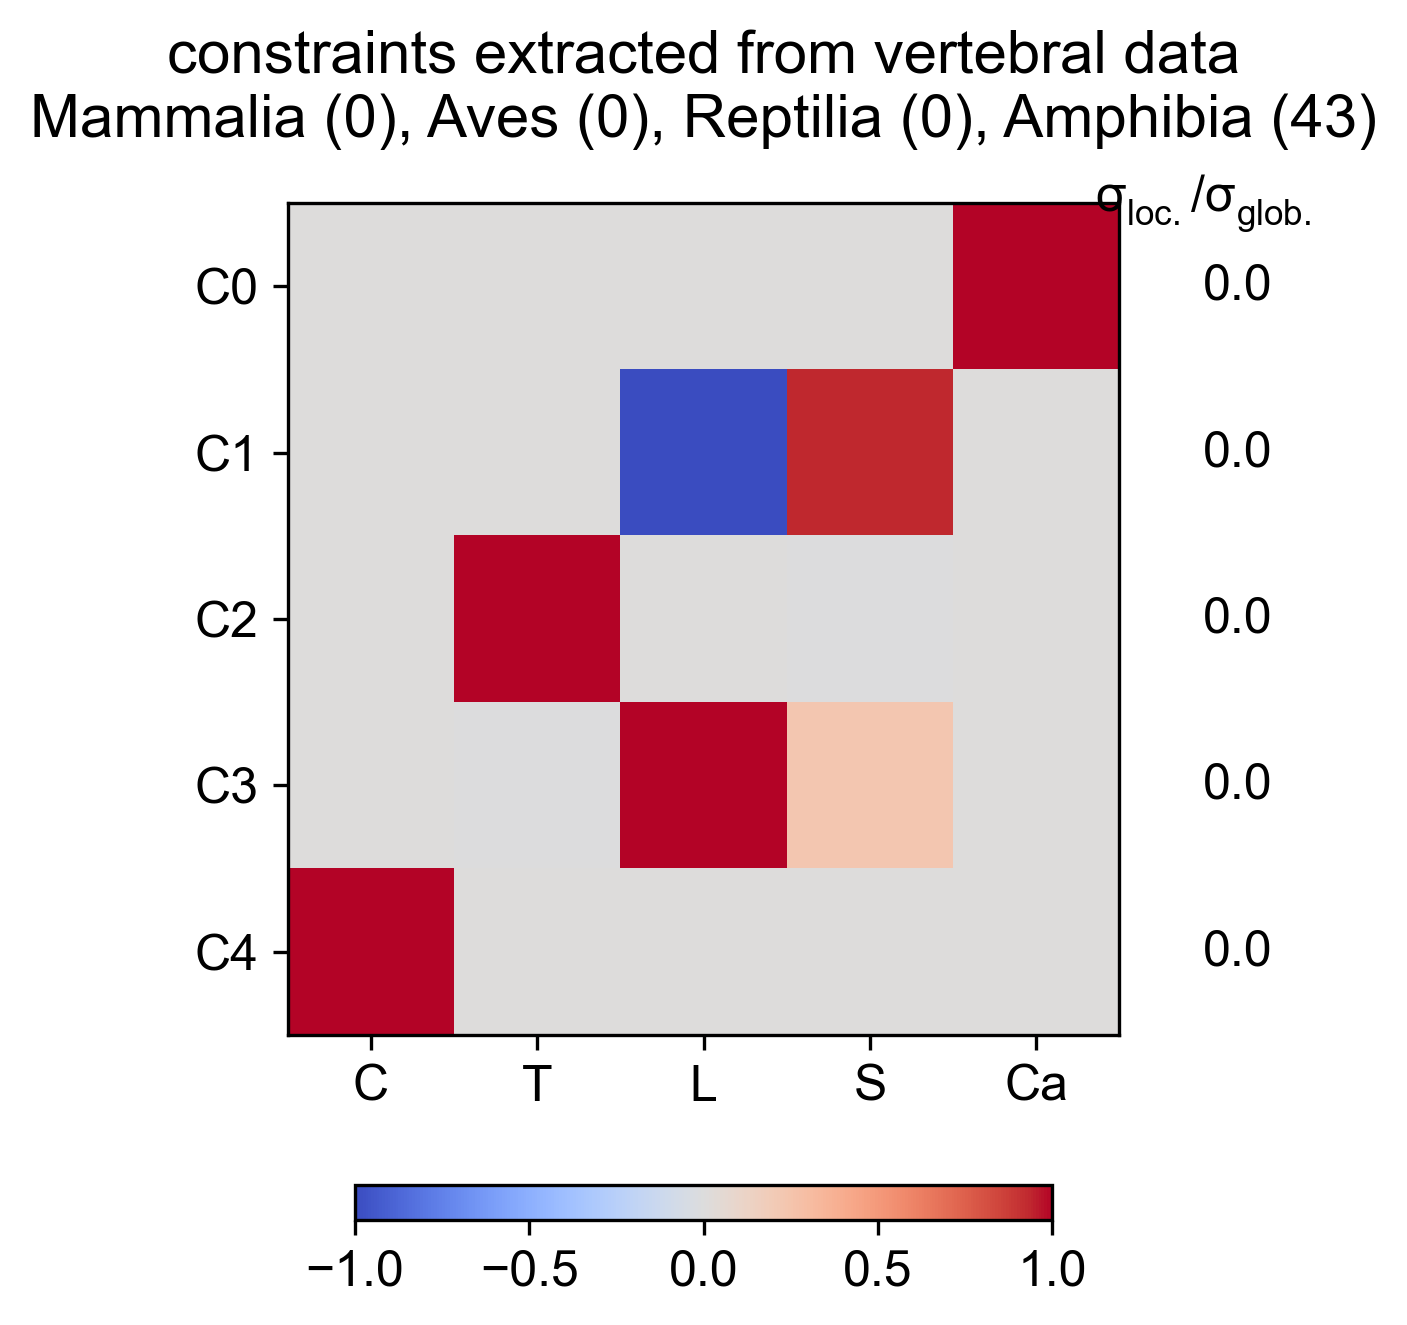 constraints extracted from vertebral data
Mammalia (0), Aves (0), Reptilia (0), Amphibia (43)
σloc. /σglob.
C0 0.0
C1 0.0
C2 0.0
C3 0.0
C4 0.0
C T L S Ca
−1.0 −0.5 0.0 0.5 1.0